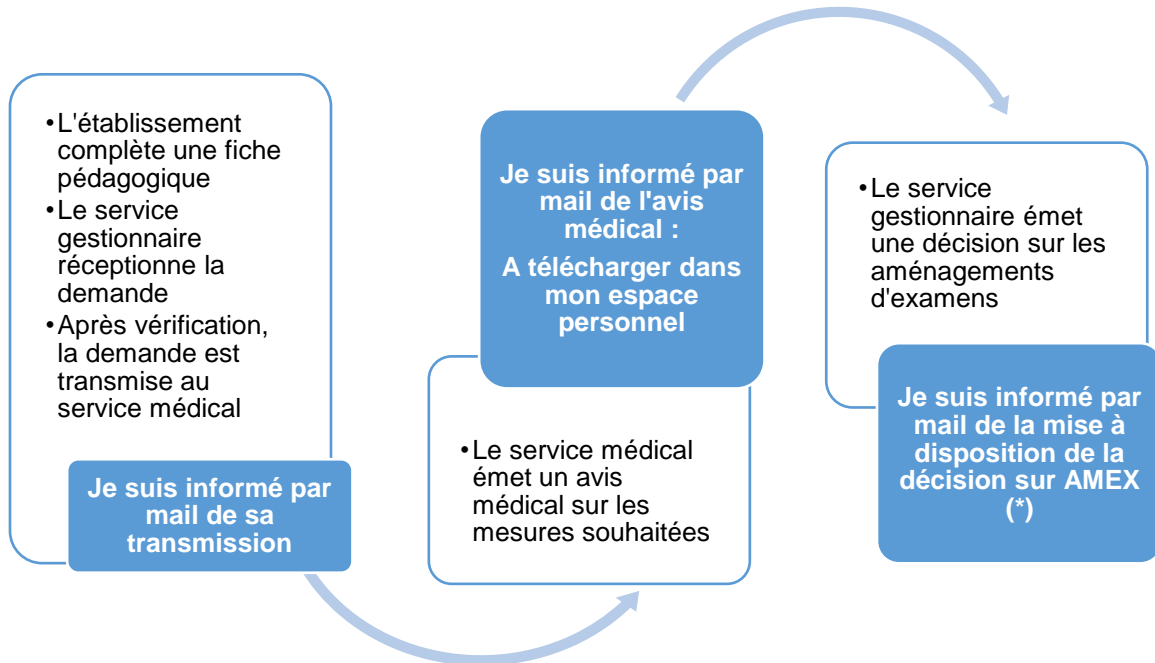 •L'établissement
complète une fiche
pédagogique
•Le service
gestionnaire
réceptionne la
demande
•Après vérification,
la demande est
transmise au
service médical
Je suis informé par
mail de sa
transmission
Je suis informé par
mail de l'avis
médical :
A télécharger dans
mon espace
personnel
•Le service médical
émet un avis
médical sur les
mesures souhaitées
•Le service
gestionnaire émet
une décision sur les
aménagements
d'examens
Je suis informé par
mail de la mise à
disposition de la
décision sur AMEX
(*)